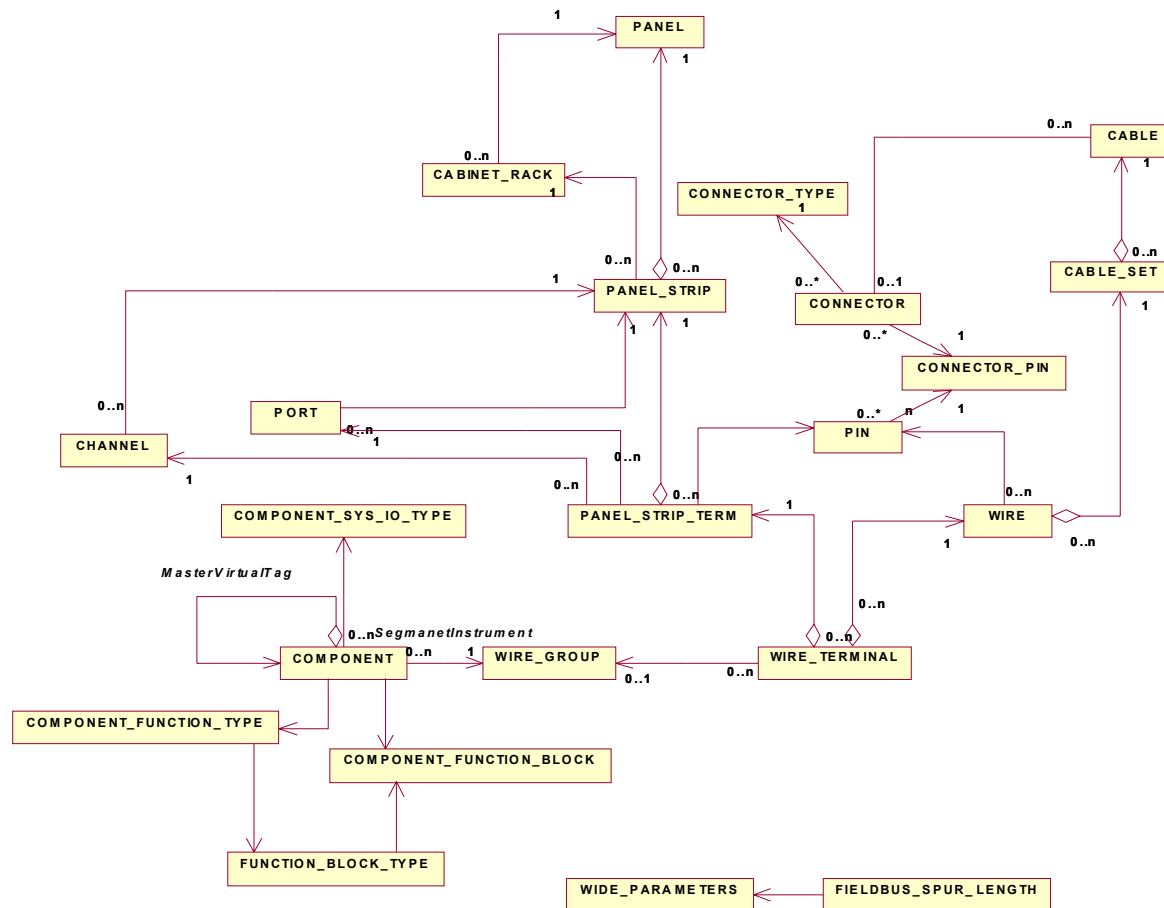 1
PANEL
1
0..n
CABLE
1
0..n
CABINET_RACK
1
CONNECTOR_TYPE
1
0..n
0..n
0..n
CABLE_SET
1
1
PANEL_STRIP
1
1
0..*
0..1
CONNECTOR
0..*
1
CONNECTOR_PIN
1
0..n
PORT
0..n
1
0..*
n
PIN
CHANNEL
1
0..n
0..n
0..n
0..n
COMPONENT_SYS_IO_TYPE
PANEL_STRIP_TERM
1
WIRE
1
0..n
MasterVirtualTag
0..n
0..n
SegmanetInstrument
0..n
COMPONENT
0..n
1
WIRE_GROUP
0..1
0..n
WIRE_TERMINAL
COMPONENT_FUNCTION_TYPE
COMPONENT_FUNCTION_BLOCK
FUNCTION_BLOCK_TYPE
WIDE_PARAMETERS
FIELDBUS_SPUR_LENGTH